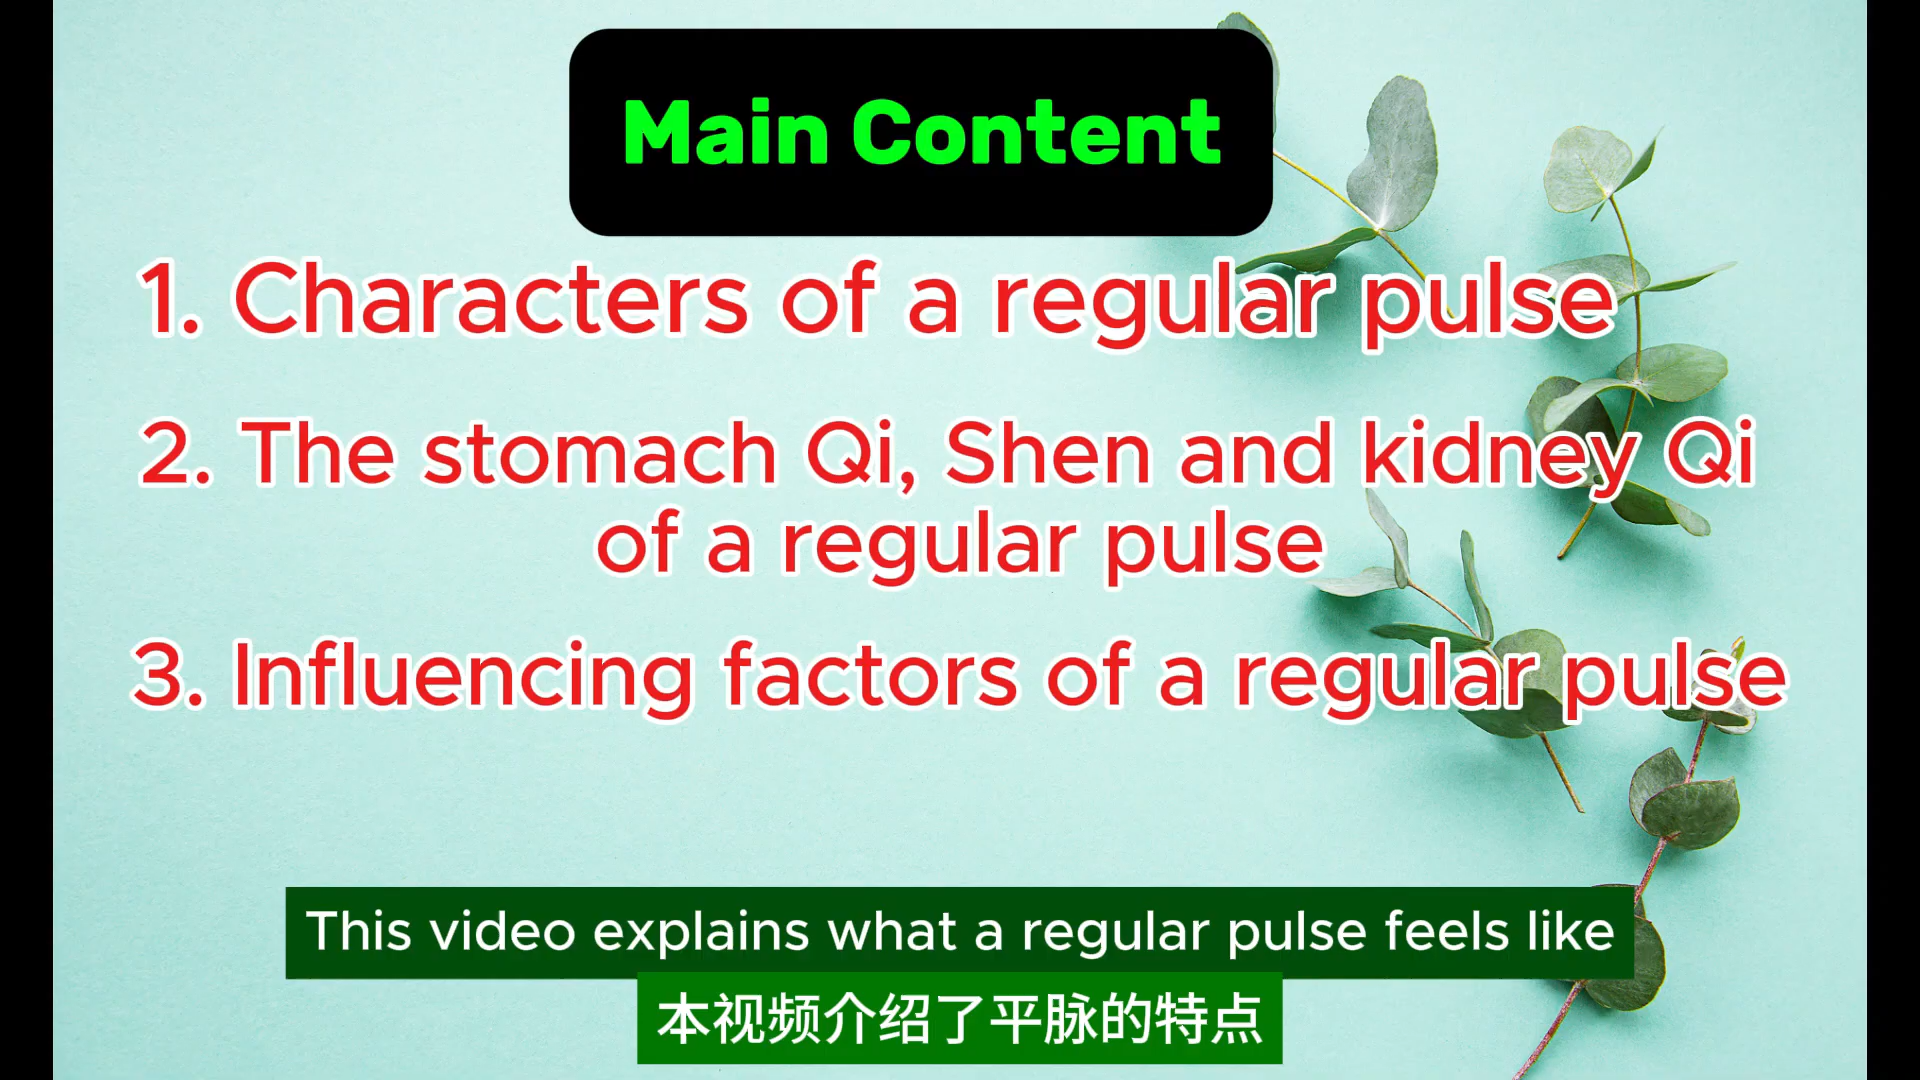 Main Content
1. Characters of a regular pulse
2. The stomach Qi, Shen and kidney Qi
of a regular pulse
3. Influencing factors of a regular pulse
This video explains what a regular pulse feels like
本视频介绍了平脉的特点